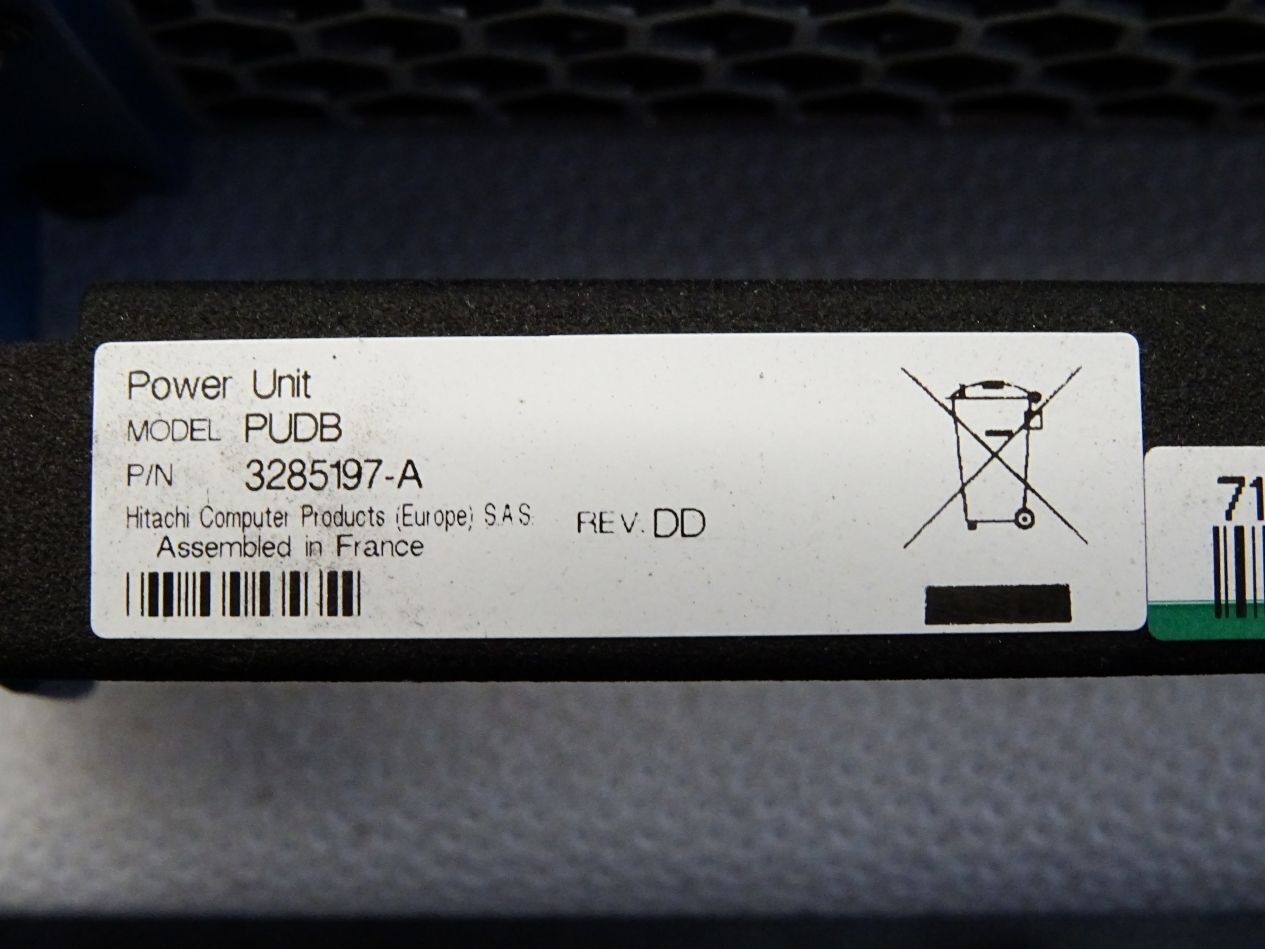 Power Unit
MODEL PUDB
P/N 3285197-A
Hitachi Computer Products (Europe) S.A.S.
REV. DD
Assembled in France
71